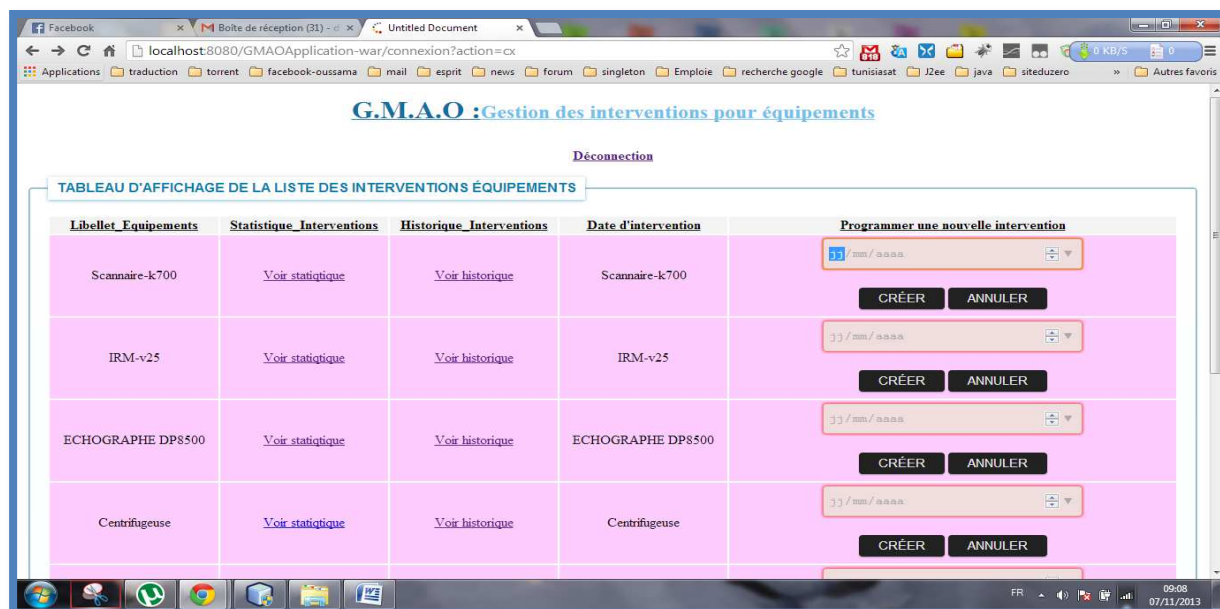 Facebook × Boîte de réception (31) - d × Untitled Document ×
localhost:8080/GMAOApplication-war/connexion?action=cx 0 KB/S 0
Applications traduction torrent facebook-oussama mail esprit news forum singleton Emploie recherche google tunisiasat J2ee java siteduzero » Autres favoris
G.M.A.O :Gestion des interventions pour équipements
Déconnection
TABLEAU D'AFFICHAGE DE LA LISTE DES INTERVENTIONS ÉQUIPEMENTS
Libellet_Equipements Statistique_Interventions Historique_Interventions Date d'intervention Programmer une nouvelle intervention
jj/mm/aaaa
Scannaire-k700 Voir statiqtique Voir historique Scannaire-k700
CRÉER ANNULER
jj/mm/aaaa
IRM-v25 Voir statiqtique Voir historique IRM-v25
CRÉER ANNULER
jj/mm/aaaa
ECHOGRAPHE DP8500 Voir statiqtique Voir historique ECHOGRAPHE DP8500
CRÉER ANNULER
jj/mm/aaaa
Centrifugeuse Voir statiqtique Voir historique Centrifugeuse
CRÉER ANNULER
FR 09:08
07/11/2013